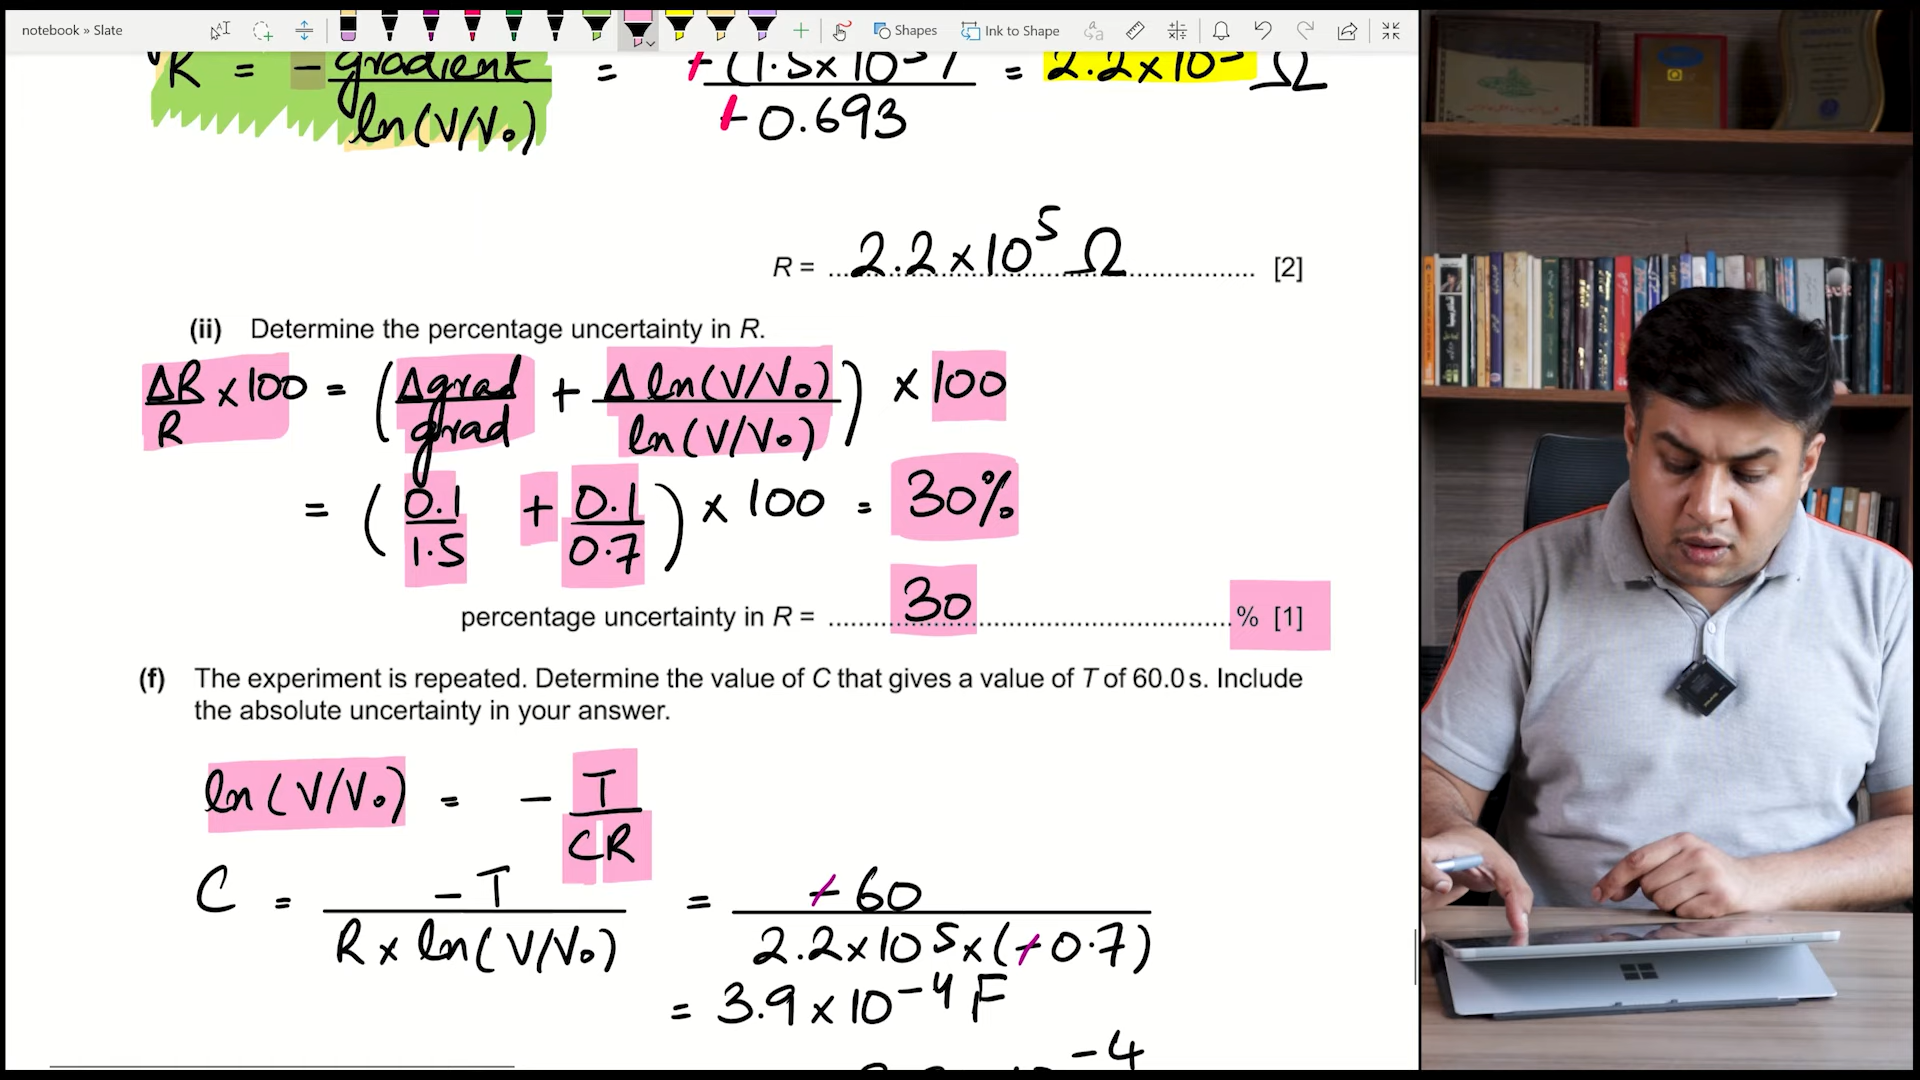 notebook » Slate
Shapes
Ink to Shape
R = - gradient / ln(V/V₀) = -(1.5×10⁵) / -0.693 = 2.2×10⁵ Ω
R = 2.2×10⁵ Ω [2]
(ii) Determine the percentage uncertainty in R.
ΔR/R ×100 = (Δgrad/grad + Δln(V/V₀)/ln(V/V₀)) × 100
= (0.1/1.5 + 0.1/0.7) × 100 = 30%
percentage uncertainty in R = 30 % [1]
(f) The experiment is repeated. Determine the value of C that gives a value of T of 60.0 s. Include
the absolute uncertainty in your answer.
ln(V/V₀) = - T/CR
C = -T / R × ln(V/V₀) = -60 / 2.2×10⁵×(-0.7)
= 3.9×10⁻⁴ F
-4